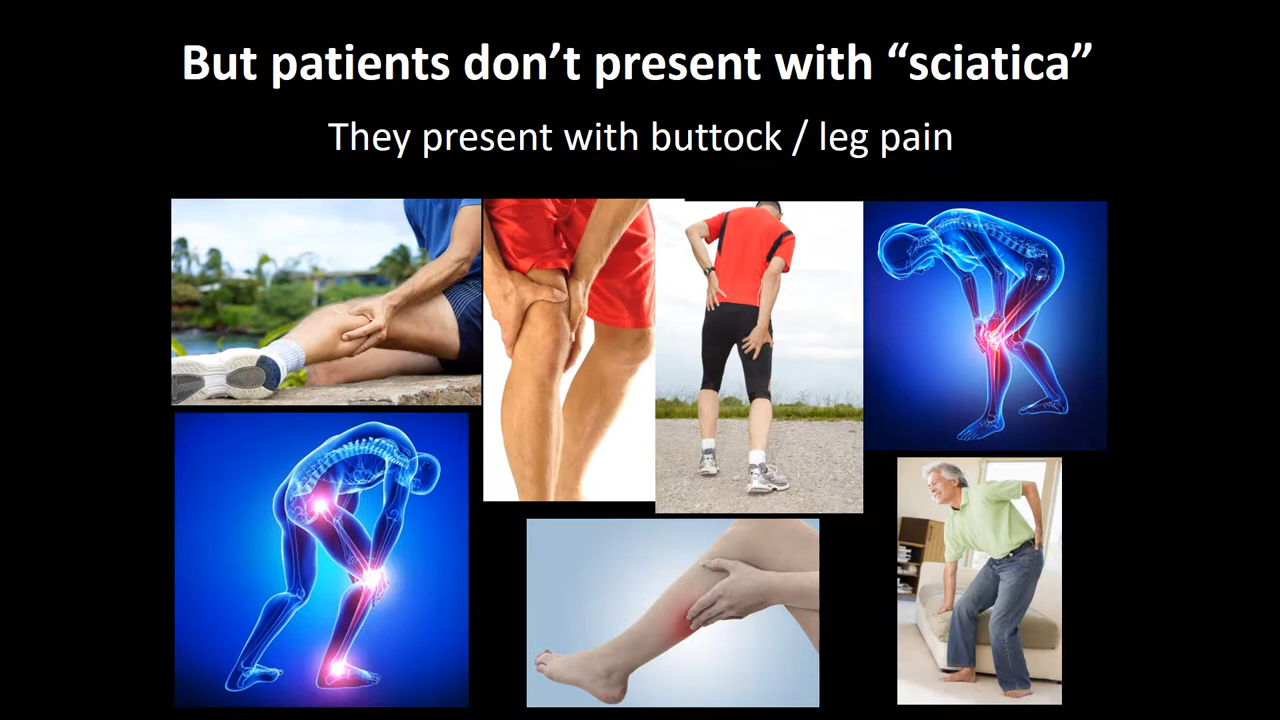 But patients don’t present with “sciatica”
They present with buttock / leg pain